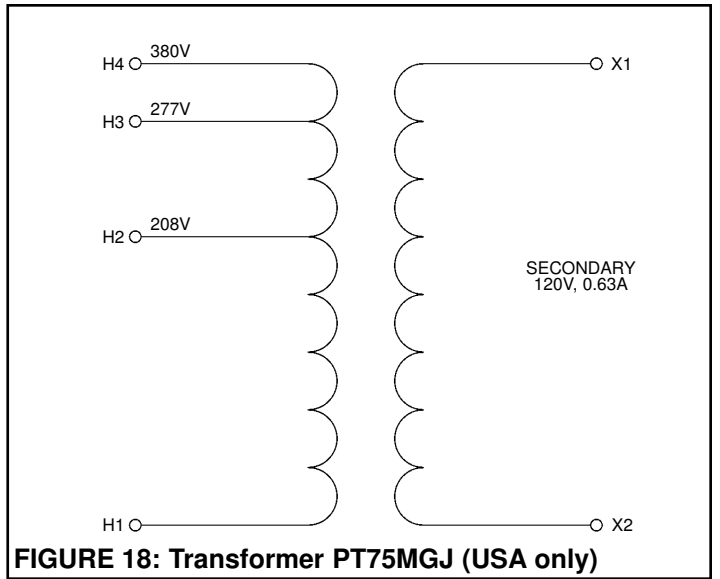 380V
H4
X1
277V
H3
208V
H2
SECONDARY
120V, 0.63A
H1
X2
FIGURE 18: Transformer PT75MGJ (USA only)